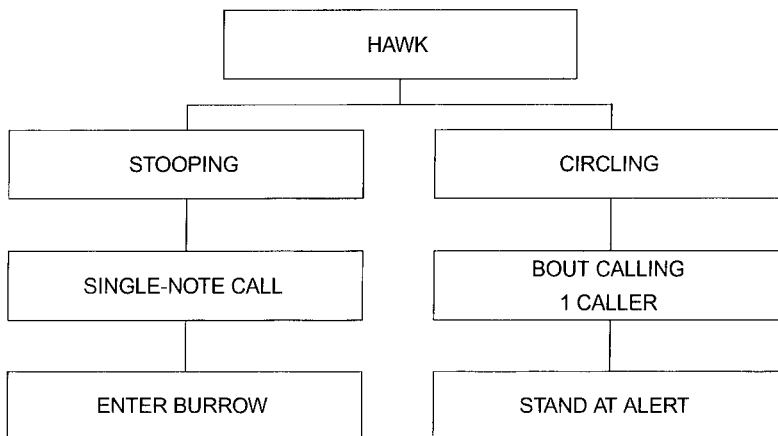 HAWK
STOOPING
CIRCLING
SINGLE-NOTE CALL
BOUT CALLING
1 CALLER
ENTER BURROW
STAND AT ALERT